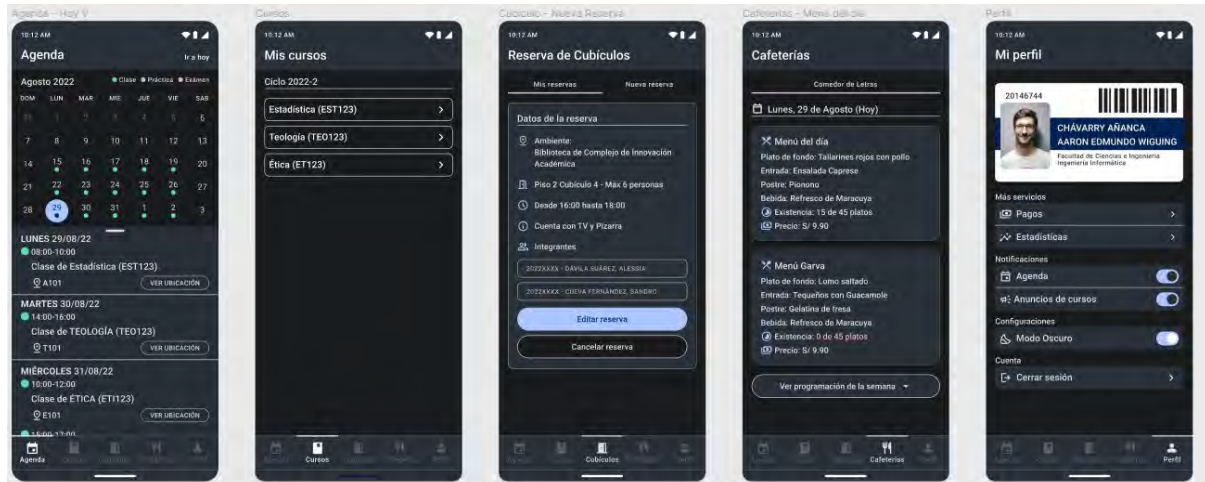 Agenda - Hoy V
10:12 AM
Agenda
Ir a hoy
Agosto 2022
Clase
Práctica
Exámen
DOM LUN MAR MIE JUE VIE SAB
6
7 8 9 10 11 12 13
14 15 16 17 18 19 20
21 22 23 24 25 26 27
28 29 30 31 1 2 3
LUNES 29/08/22
08:00-10:00
Clase de Estadística (EST123)
A101
VER UBICACIÓN
MARTES 30/08/22
14:00-16:00
Clase de TEOLOGÍA (TEO123)
T101
VER UBICACIÓN
MIÉRCOLES 31/08/22
10:00-12:00
Clase de ÉTICA (ETI123)
E101
VER UBICACIÓN
15:00-17:00
Agenda
Cursos
10:12 AM
Mis cursos
Ciclo 2022-2
Estadística (EST123)
Teología (TEO123)
Ética (ET123)
Cursos
Cubículo - Nueva Reserva
10:12 AM
Reserva de Cubículos
Mis reservas
Nueva reserva
Datos de la reserva
Ambiente:
Biblioteca de Complejo de Innovación
Académica
Piso 2 Cubículo 4 - Máx 6 personas
Desde 16:00 hasta 18:00
Cuenta con TV y Pizarra
Integrantes
2022XXXX - DÁVILA SUÁREZ, ALESSIA
2022XXXX - CUEVA FERNÁNDEZ, SANDRO
Editar reserva
Cancelar reserva
Cubículos
Cafeterías - Menú del día
10:12 AM
Cafeterías
Comedor de Letras
Lunes, 29 de Agosto (Hoy)
Menú del día
Plato de fondo: Tallarines rojos con pollo
Entrada: Ensalada Caprese
Postre: Pionono
Bebida: Refresco de Maracuya
Existencia: 15 de 45 platos
Precio: S/ 9.90
Menú Garva
Plato de fondo: Lomo saltado
Entrada: Tequeños con Guacamole
Postre: Gelatina de fresa
Bebida: Refresco de Maracuya
Existencia: 0 de 45 platos
Precio: S/ 9.90
Ver programación de la semana
Cafeterías
Perfil
10:12 AM
Mi perfil
20146744
CHÁVARRY AÑANCA
AARON EDMUNDO WIGUING
Facultad de Ciencias e Ingeniería
Ingeniería Informática
Más servicios
Pagos
Estadísticas
Notificaciones
Agenda
Anuncios de cursos
Configuraciones
Modo Oscuro
Cuenta
Cerrar sesión
Perfil